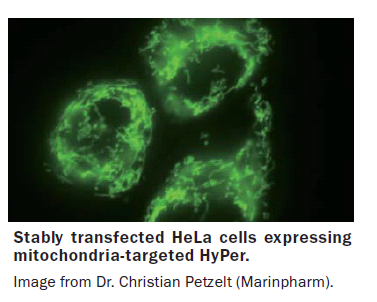 Stably transfected HeLa cells expressing
mitochondria-targeted HyPer.
Image from Dr. Christian Petzelt (Marinpharm).